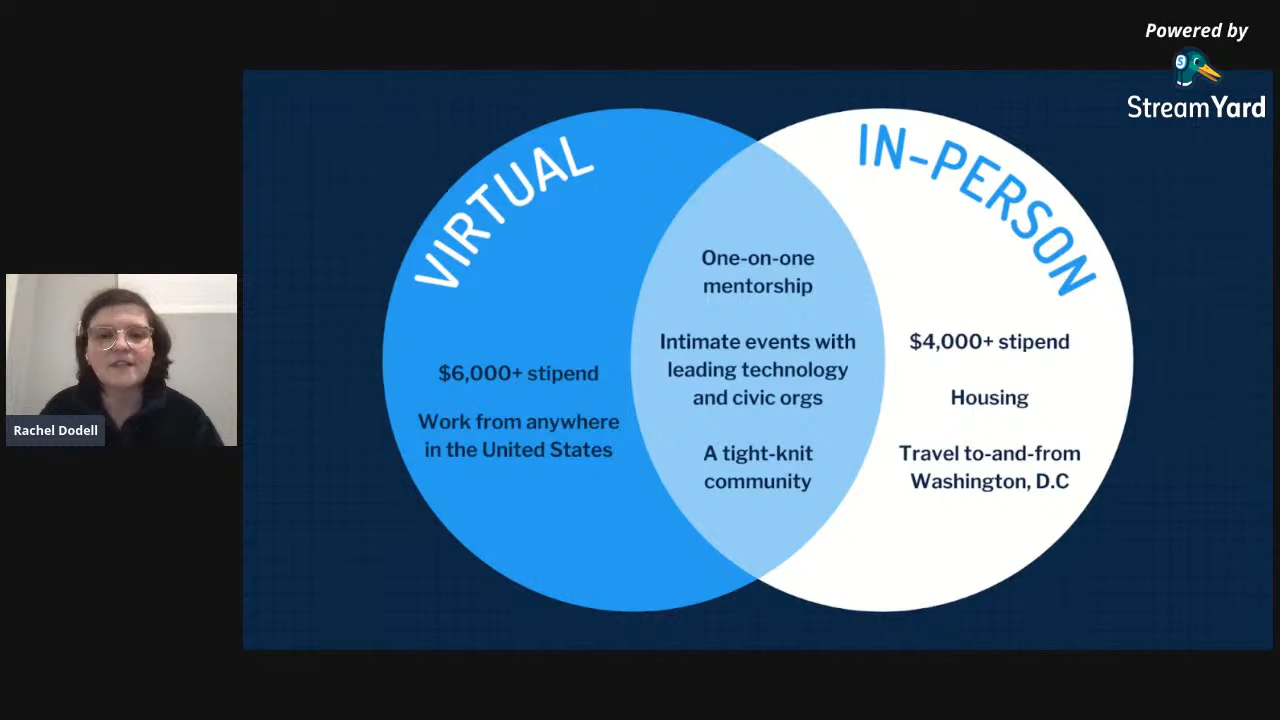 Powered by
StreamYard
VIRTUAL
$6,000+ stipend
Work from anywhere
in the United States
One-on-one
mentorship
Intimate events with
leading technology
and civic orgs
A tight-knit
community
IN-PERSON
$4,000+ stipend
Housing
Travel to-and-from
Washington, D.C
Rachel Dodell